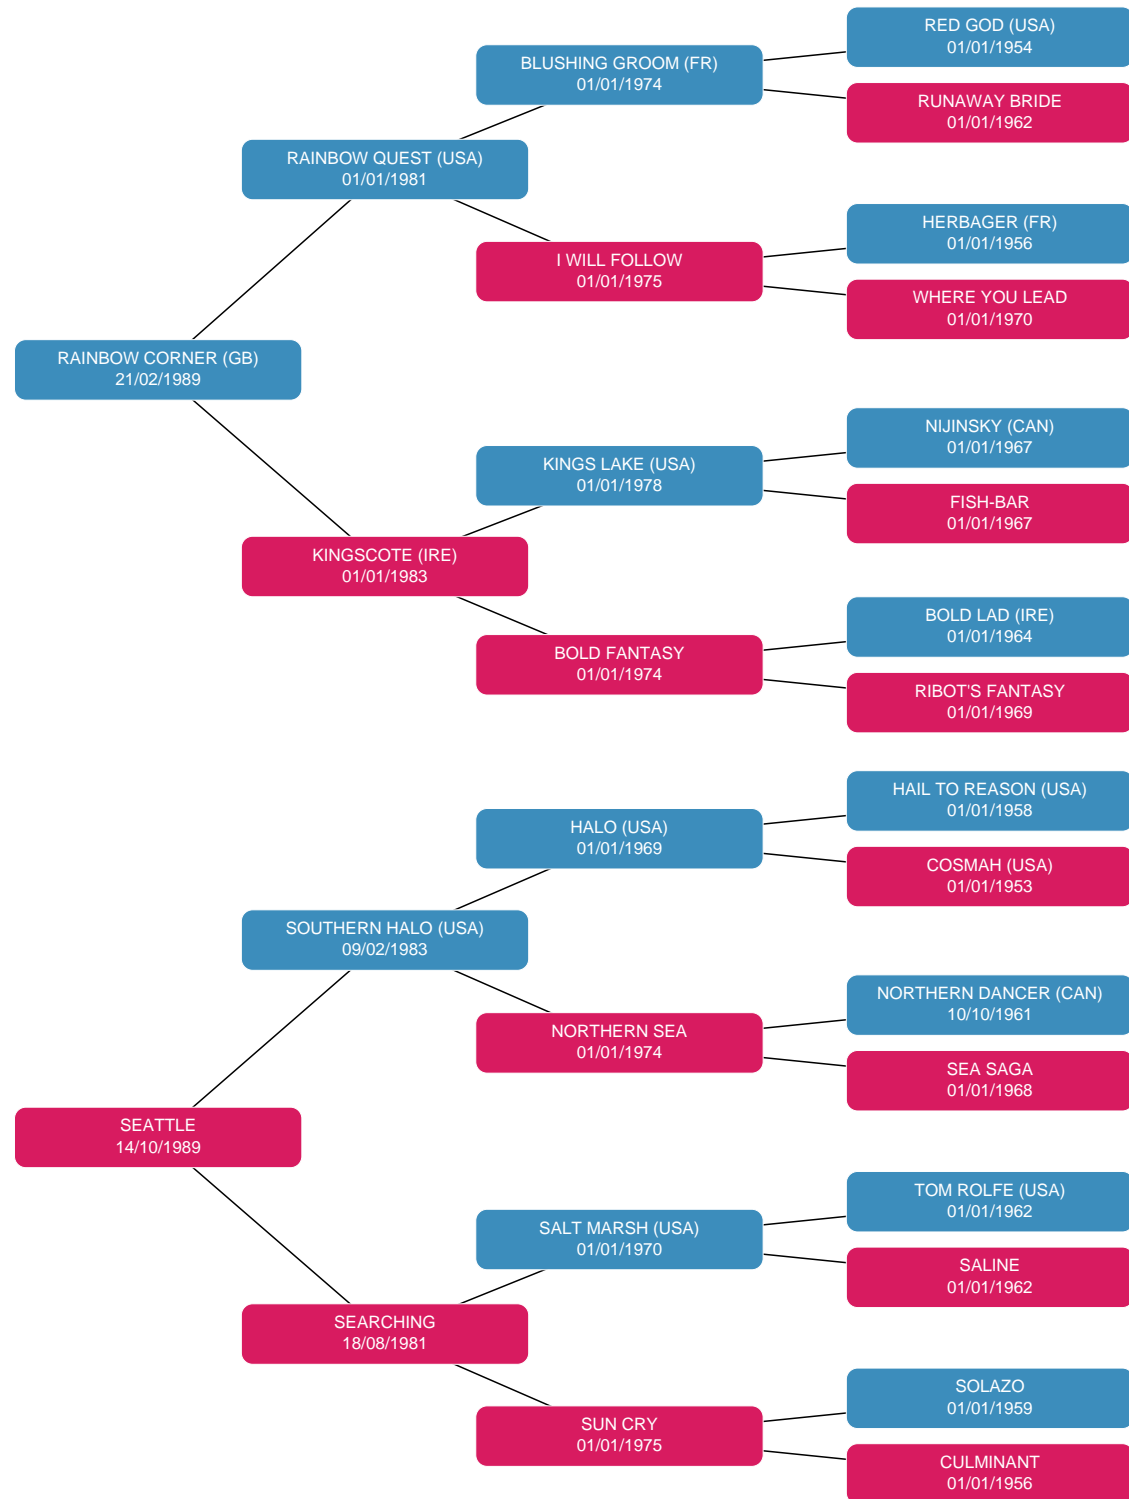 RED GOD (USA)
01/01/1954
BLUSHING GROOM (FR)
01/01/1974
RUNAWAY BRIDE
01/01/1962
RAINBOW QUEST (USA)
01/01/1981
HERBAGER (FR)
01/01/1956
I WILL FOLLOW
01/01/1975
WHERE YOU LEAD
01/01/1970
RAINBOW CORNER (GB)
21/02/1989
NIJINSKY (CAN)
01/01/1967
KINGS LAKE (USA)
01/01/1978
FISH-BAR
01/01/1967
KINGSCOTE (IRE)
01/01/1983
BOLD LAD (IRE)
01/01/1964
BOLD FANTASY
01/01/1974
RIBOT'S FANTASY
01/01/1969
HAIL TO REASON (USA)
01/01/1958
HALO (USA)
01/01/1969
COSMAH (USA)
01/01/1953
SOUTHERN HALO (USA)
09/02/1983
NORTHERN DANCER (CAN)
10/10/1961
NORTHERN SEA
01/01/1974
SEA SAGA
01/01/1968
SEATTLE
14/10/1989
TOM ROLFE (USA)
01/01/1962
SALT MARSH (USA)
01/01/1970
SALINE
01/01/1962
SEARCHING
18/08/1981
SOLAZO
01/01/1959
SUN CRY
01/01/1975
CULMINANT
01/01/1956